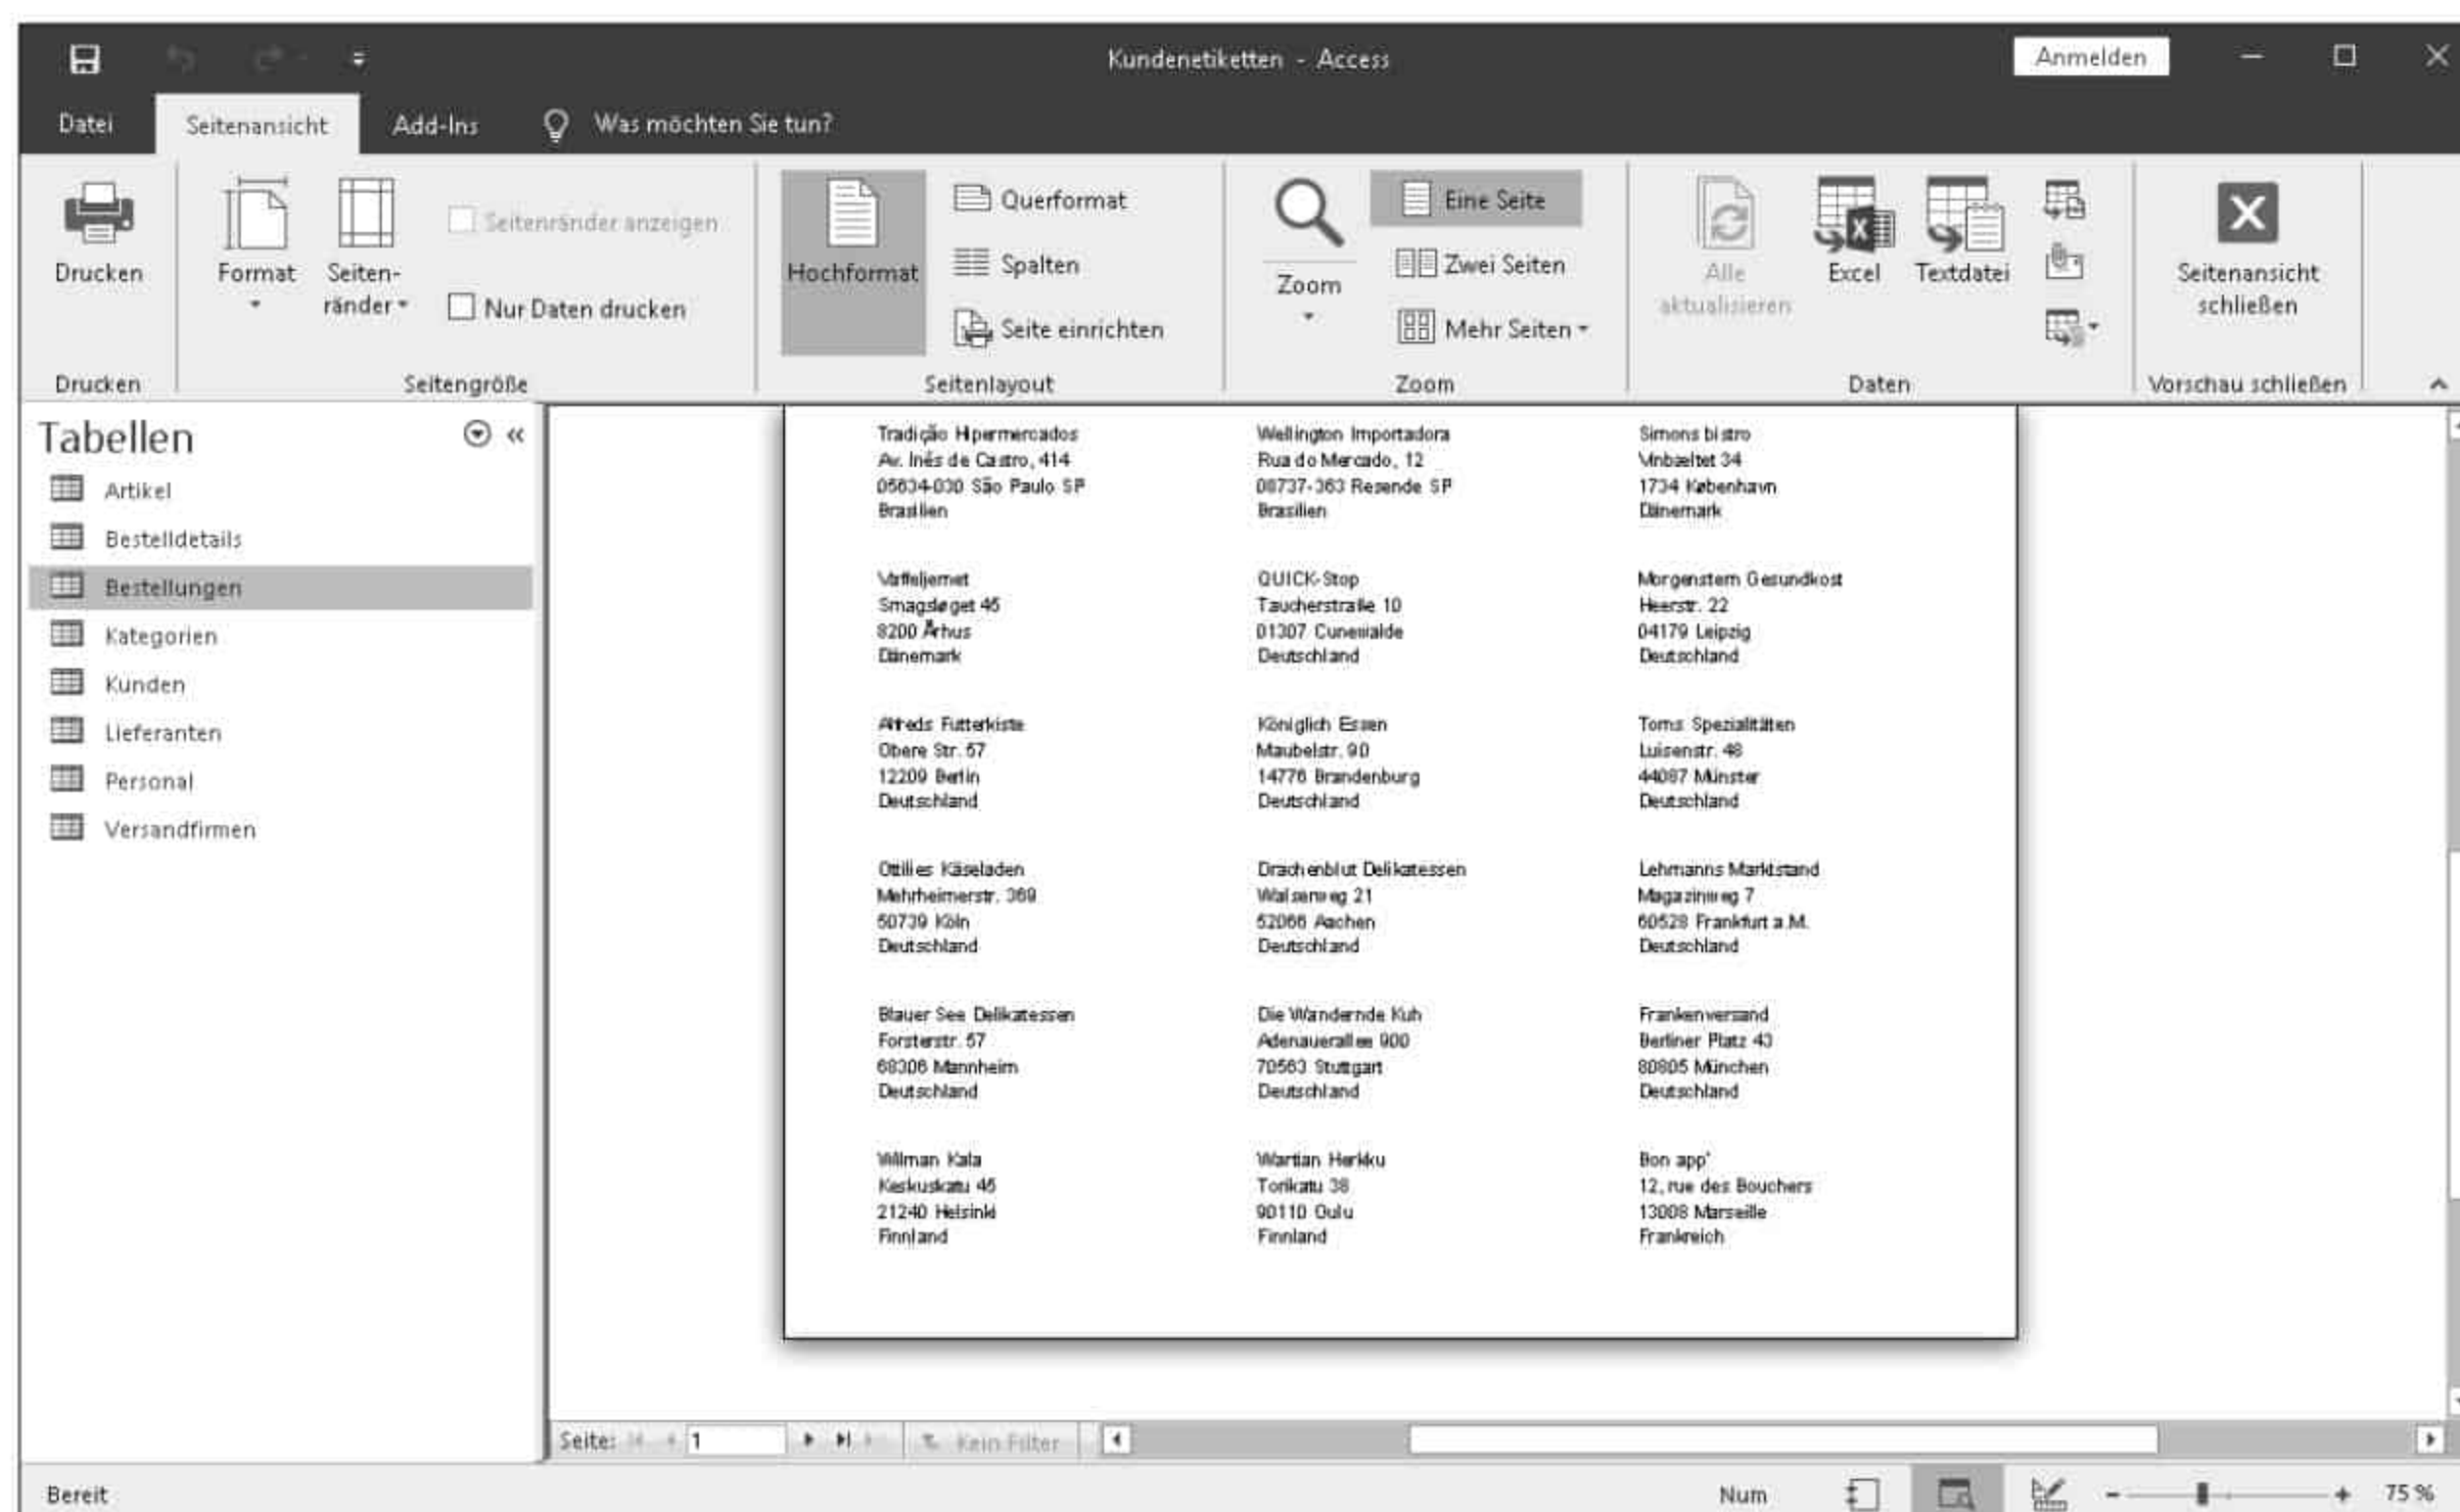 Kundenetiketten - Access
Anmelden
Datei
Seitenansicht
Add-Ins
Was möchten Sie tun?
Drucken
Format
Seiten-
ränder
Seitenränder anzeigen
Nur Daten drucken
Hochformat
Querformat
Spalten
Seite einrichten
Zoom
Eine Seite
Zwei Seiten
Mehr Seiten
Alle
aktualisieren
Excel
Textdatei
Seitenansicht
schließen
Drucken
Seitengröße
Seitenlayout
Zoom
Daten
Vorschau schließen
Tabellen
Artikel
Bestelldetails
Bestellungen
Kategorien
Kunden
Lieferanten
Personal
Versandfirmen
Tradição Hipermercados
Av. Inês de Castro, 414
05634-030 São Paulo SP
Brasilien
Wellington Importadora
Rua do Mercado, 12
08737-363 Resende SP
Brasilien
Simons bistro
Vinbæltet 34
1734 København
Dänemark
Vaffeljernet
Smagsløget 45
8200 Århus
Dänemark
QUICK-Stop
Taucherstraße 10
01307 Cunewalde
Deutschland
Morgenstern Gesundkost
Heerstr. 22
04179 Leipzig
Deutschland
Alfreds Futterkiste
Obere Str. 57
12209 Berlin
Deutschland
Königlich Essen
Maubelstr. 90
14776 Brandenburg
Deutschland
Toms Spezialitäten
Luisenstr. 48
44087 Münster
Deutschland
Ottilies Käseladen
Mehrheimerstr. 369
50739 Köln
Deutschland
Drachenblut Delikatessen
Walserweg 21
52066 Aachen
Deutschland
Lehmanns Marktstand
Magazinweg 7
60528 Frankfurt a.M.
Deutschland
Blauer See Delikatessen
Forsterstr. 57
68306 Mannheim
Deutschland
Die Wandernde Kuh
Adenauerallee 900
70563 Stuttgart
Deutschland
Frankenversand
Berliner Platz 43
80805 München
Deutschland
Wilman Kala
Keskuskatu 45
21240 Helsinki
Finnland
Wartian Herkku
Torikatu 38
90110 Oulu
Finnland
Bon app'
12, rue des Bouchers
13008 Marseille
Frankreich
Seite: 1
Kein Filter
Bereit
Num
75 %